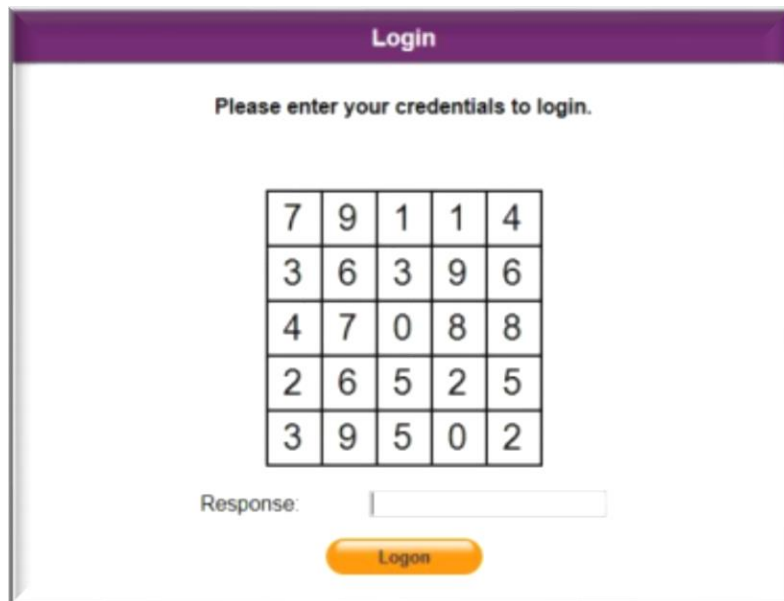 Login
Please enter your credentials to login.
7 9 1 1 4
3 6 3 9 6
4 7 0 8 8
2 6 5 2 5
3 9 5 0 2
Response:
Logon